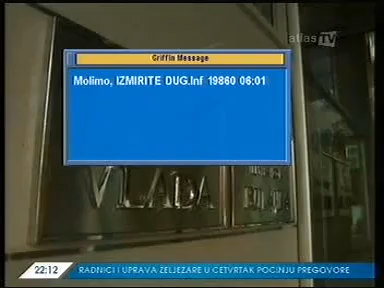 atlasTV
Griffin Message
Molimo, IZMIRITE DUG.Inf 19860 06:01
VLADA
22:12
RADNICI I UPRAVA ŽELJEZARE U ČETVRTAK POČINJU PREGOVORE